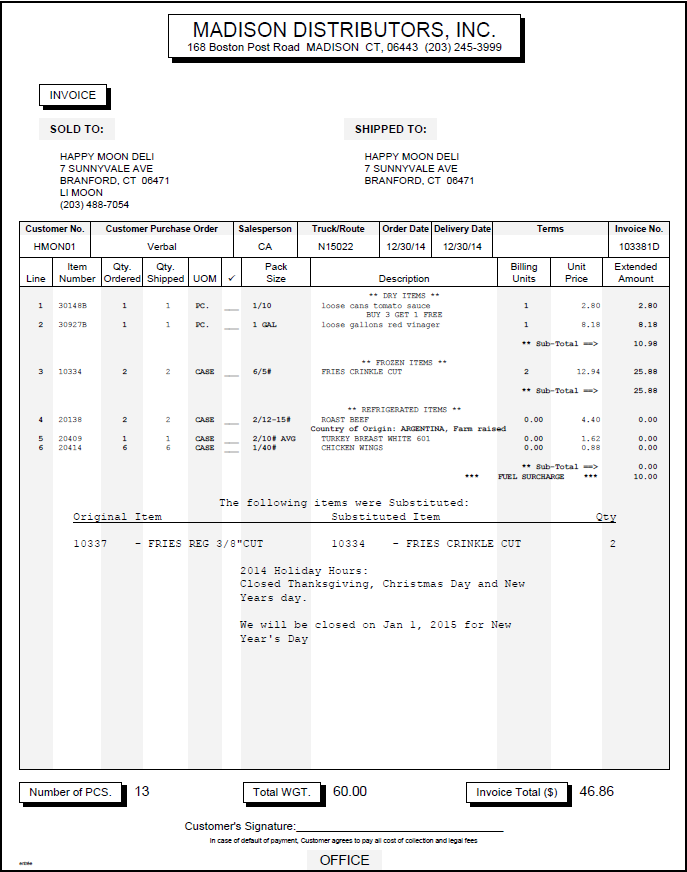 MADISON DISTRIBUTORS, INC.
168 Boston Post Road MADISON CT, 06443 (203) 245-3999
INVOICE
SOLD TO: SHIPPED TO:
HAPPY MOON DELI HAPPY MOON DELI
7 SUNNYVALE AVE 7 SUNNYVALE AVE
BRANFORD, CT 06471 BRANFORD, CT 06471
LI MOON
(203) 488-7054
Customer No. Customer Purchase Order Salesperson Truck/Route Order Date Delivery Date Terms Invoice No.
HMON01 Verbal CA N15022 12/30/14 12/30/14 103381D
Item Qty. Qty. Pack Billing Unit Extended
Line Number Ordered Shipped UOM ✓ Size Description Units Price Amount
** DRY ITEMS **
1 30148B 1 1 PC. ___ 1/10 loose cans tomato sauce 1 2.80 2.80
BUY 3 GET 1 FREE
2 30927B 1 1 PC. ___ 1 GAL loose gallons red vinager 1 8.18 8.18
** Sub-Total ==> 10.98
** FROZEN ITEMS **
3 10334 2 2 CASE ___ 6/5# FRIES CRINKLE CUT 2 12.94 25.88
** Sub-Total ==> 25.88
** REFRIGERATED ITEMS **
4 20138 2 2 CASE ___ 2/12-15# ROAST BEEF 0.00 4.40 0.00
Country of Origin: ARGENTINA, Farm raised
5 20409 1 1 CASE ___ 2/10# AVG TURKEY BREAST WHITE 601 0.00 1.62 0.00
6 20414 6 6 CASE ___ 1/40# CHICKEN WINGS 0.00 0.88 0.00
** Sub-Total ==> 0.00
*** FUEL SURCHARGE *** 10.00
The following items were Substituted:
Original Item Substituted Item Qty
10337 - FRIES REG 3/8"CUT 10334 - FRIES CRINKLE CUT 2
2014 Holiday Hours:
Closed Thanksgiving, Christmas Day and New
Years day.
We will be closed on Jan 1, 2015 for New
Year's Day
Number of PCS. 13 Total WGT. 60.00 Invoice Total ($) 46.86
Customer's Signature:
In case of default of payment, Customer agrees to pay all cost of collection and legal fees
OFFICE